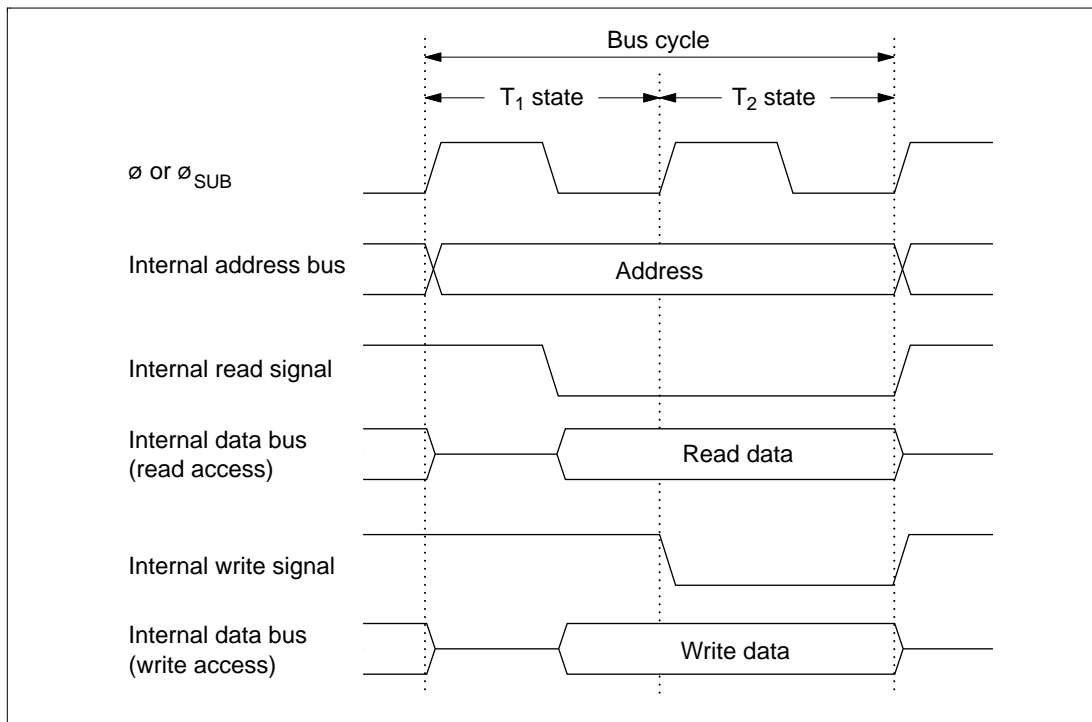 Bus cycle
T₁ state
T₂ state
ø or ø_SUB
Internal address bus
Address
Internal read signal
Internal data bus
(read access)
Read data
Internal write signal
Internal data bus
(write access)
Write data